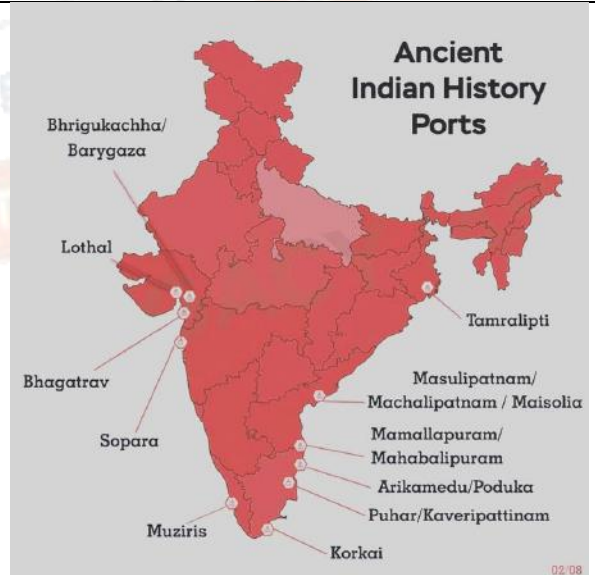 Ancient
Indian History
Ports
Bhrigukachha/
Barygaza
Lothal
Bhagatrav
Sopara
Muziris
Tamralipti
Masulipatnam/
Machalipatnam / Maisolia
Mamallapuram/
Mahabalipuram
Arikamedu/Poduka
Puhar/Kaveripattinam
Korkai
02/08